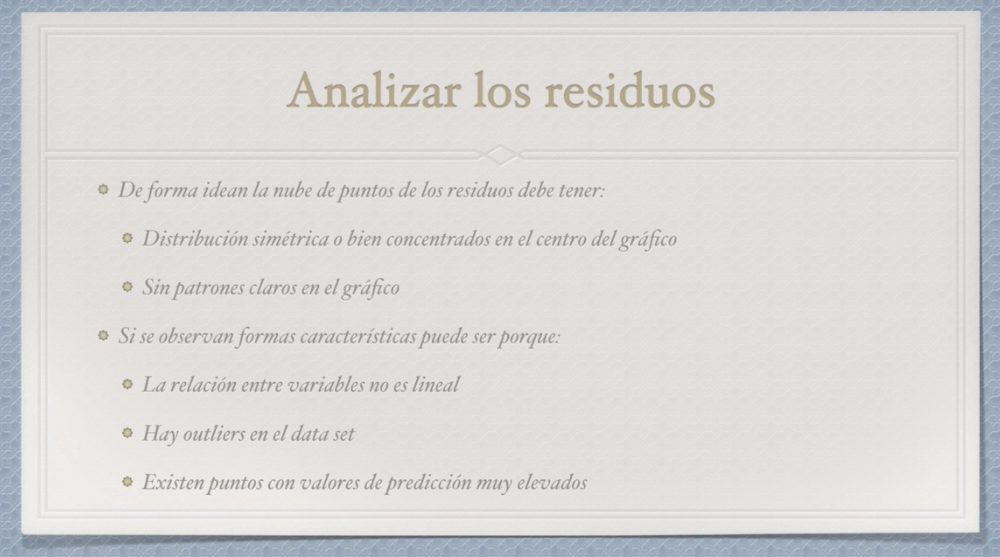 Analizar los residuos
De forma idean la nube de puntos de los residuos debe tener:
Distribución simétrica o bien concentrados en el centro del gráfico
Sin patrones claros en el gráfico
Si se observan formas características puede ser porque:
La relación entre variables no es lineal
Hay outliers en el data set
Existen puntos con valores de predicción muy elevados